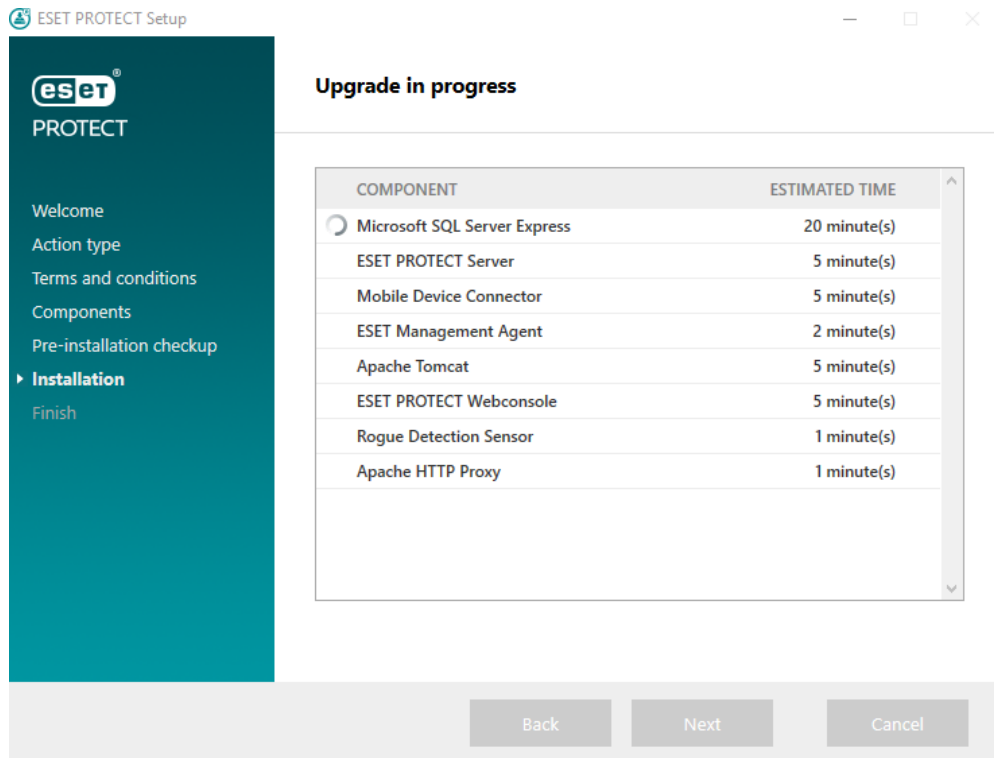 ESET PROTECT Setup
eset®
PROTECT
Welcome
Action type
Terms and conditions
Components
Pre-installation checkup
Installation
Finish
Upgrade in progress
COMPONENT ESTIMATED TIME
Microsoft SQL Server Express 20 minute(s)
ESET PROTECT Server 5 minute(s)
Mobile Device Connector 5 minute(s)
ESET Management Agent 2 minute(s)
Apache Tomcat 5 minute(s)
ESET PROTECT Webconsole 5 minute(s)
Rogue Detection Sensor 1 minute(s)
Apache HTTP Proxy 1 minute(s)
Back Next Cancel